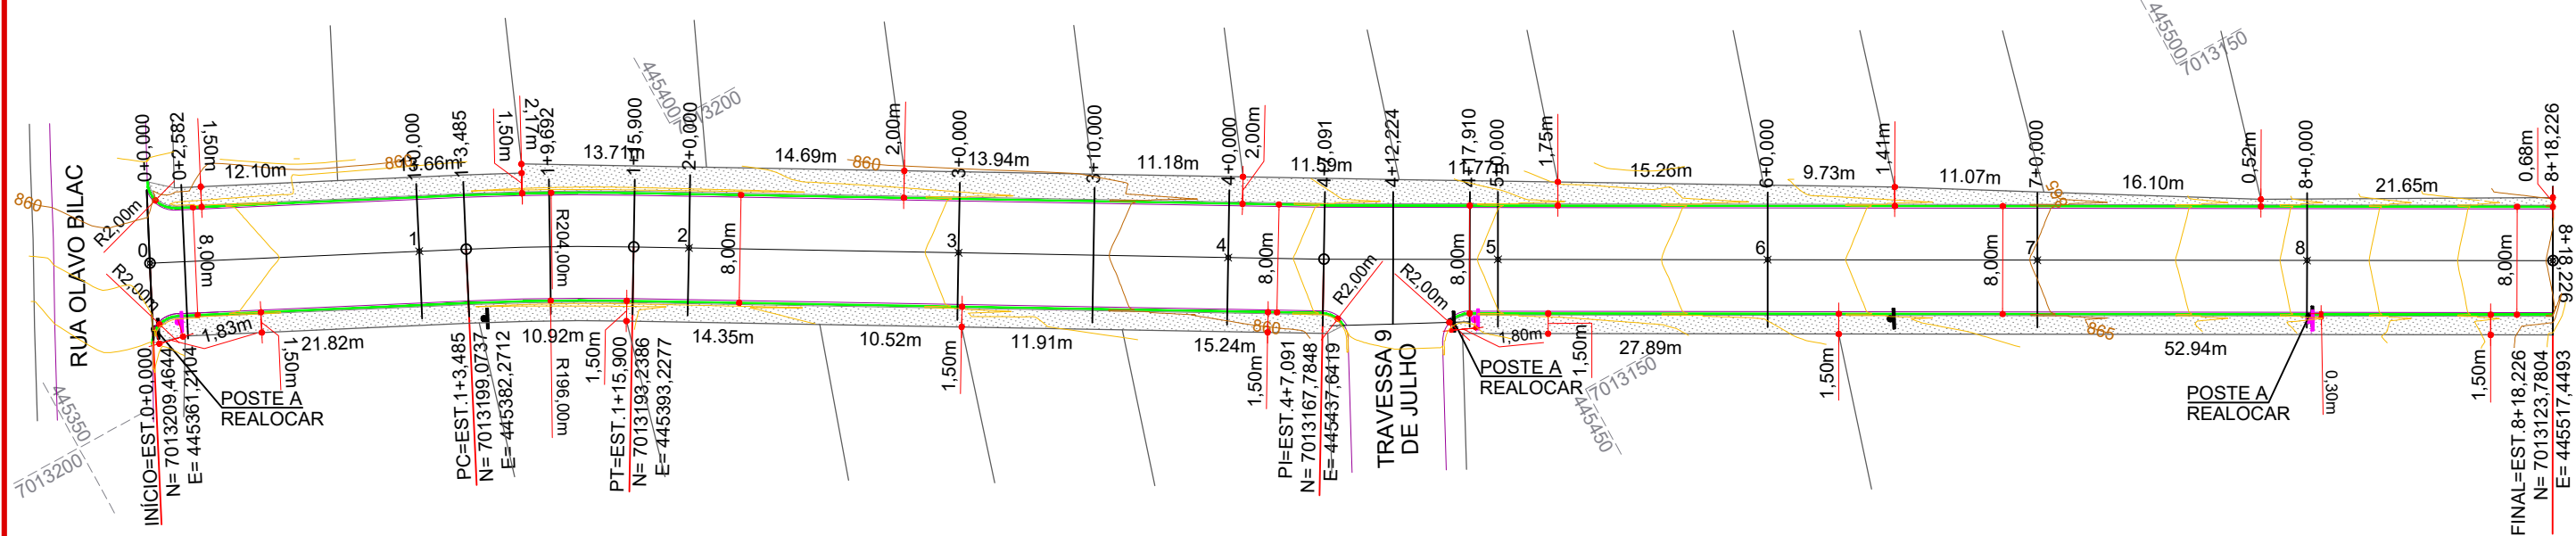 RUA OLAVO BILAC
860
0+0,000
0+2,582
1,50m
12.10m
860
1+3,485
1,50m
2,17m
1+9,692
13.71m
1+15,900
445400
7013200
2+0,000
14.69m
860
2,00m
13.94m
3+0,000
3+10,000
11.18m
4+0,000
2,00m
4+7,091
4+12,224
4+17,910
5+0,000
1,75m
15.26m
6+0,000
9.73m
1,41m
11.07m
7+0,000
865
16.10m
445500
7013150
0,52m
8+0,000
21.65m
0,68m
8+18,226
R2,00m
0
8,00m
1
R204,00m
2
8,00m
3
4
8,00m
R2,00m
R2,00m
8,00m
5
6
8,00m
7
8
8,00m
8+18,226
R2,00m
1,83m
1,50m
21.82m
10.92m
R196,00m
1,50m
14.35m
10.52m
1,50m
11.91m
15.24m
860
1,50m
1,80m
1,50m
27.89m
1,50m
865
52.94m
0,30m
1,50m
POSTE A
REALOCAR
445350
7013200
INÍCIO=EST.0+0,000
N= 7013209,4644
E= 445361,2104
PC=EST.1+3,485
N= 7013199,0737
E= 445382,2712
PT=EST.1+15,900
N= 7013193,2386
E= 445393,2277
PI=EST.4+7,091
N= 7013167,7848
E= 445437,6419
TRAVESSA 9
DE JULHO
POSTE A
REALOCAR
7013150
445450
POSTE A
REALOCAR
FINAL=EST.8+18,226
N= 7013123,7804
E= 445517,4493